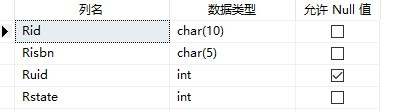 列名 数据类型 允许 Null 值
Rid char(10)
Risbn char(5)
Ruid int
Rstate int